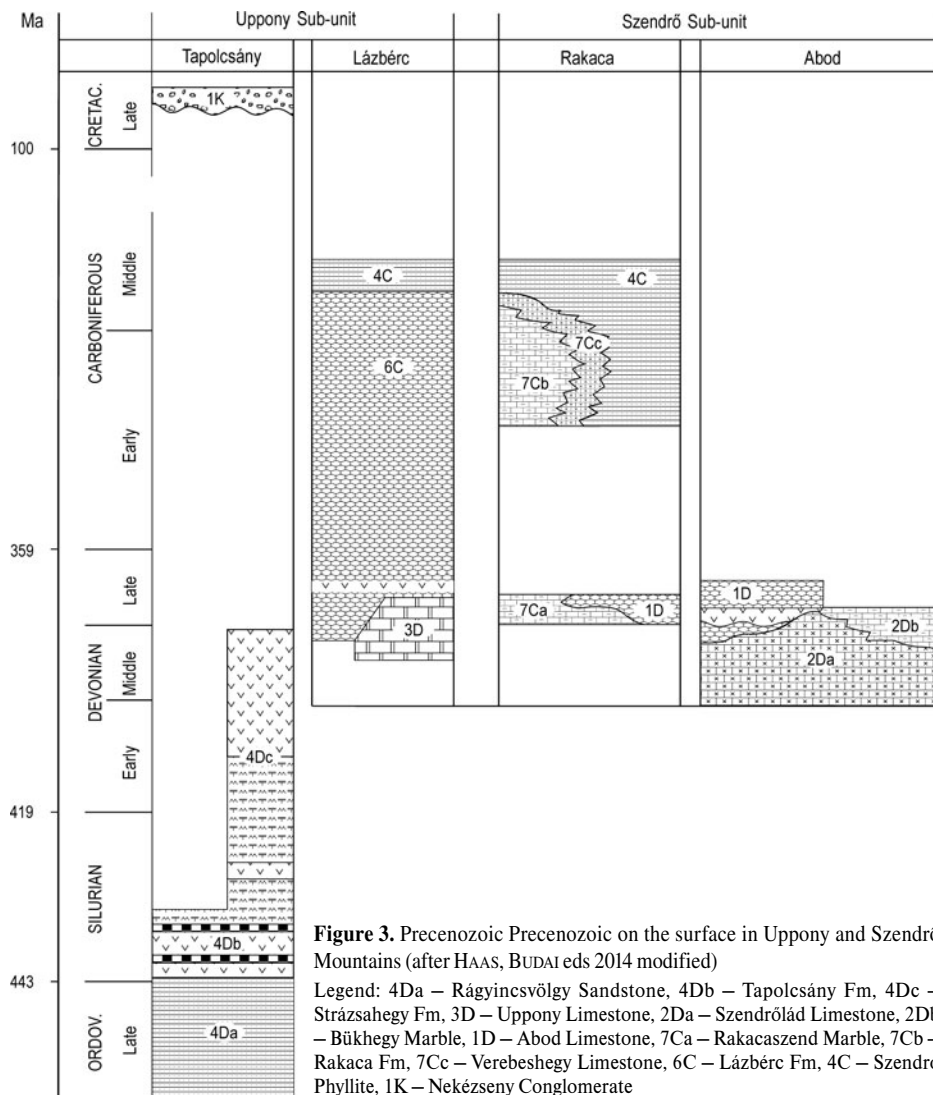 Ma
Uppony Sub-unit
Szendrő Sub-unit
Tapolcsány
Lázbérc
Rakaca
Abod
CRETAC.
Late
1K
100
CARBONIFEROUS
Middle
Early
4C
6C
4C
7Cc
7Cb
359
DEVONIAN
Late
Middle
Early
3D
7Ca
1D
1D
2Db
2Da
4Dc
419
SILURIAN
4Db
443
ORDOV.
Late
4Da
Figure 3. Precenozoic Precenozoic on the surface in Uppony and Szendrő
Mountains (after HAAS, BUDAI eds 2014 modified)
Legend: 4Da – Rágyincsvölgy Sandstone, 4Db – Tapolcsány Fm, 4Dc –
Strázsahegy Fm, 3D – Uppony Limestone, 2Da – Szendrőlád Limestone, 2Db
– Bükhegy Marble, 1D – Abod Limestone, 7Ca – Rakacaszend Marble, 7Cb –
Rakaca Fm, 7Cc – Verebeshegy Limestone, 6C – Lázbérc Fm, 4C – Szendrő
Phyllite, 1K – Nekézseny Conglomerate